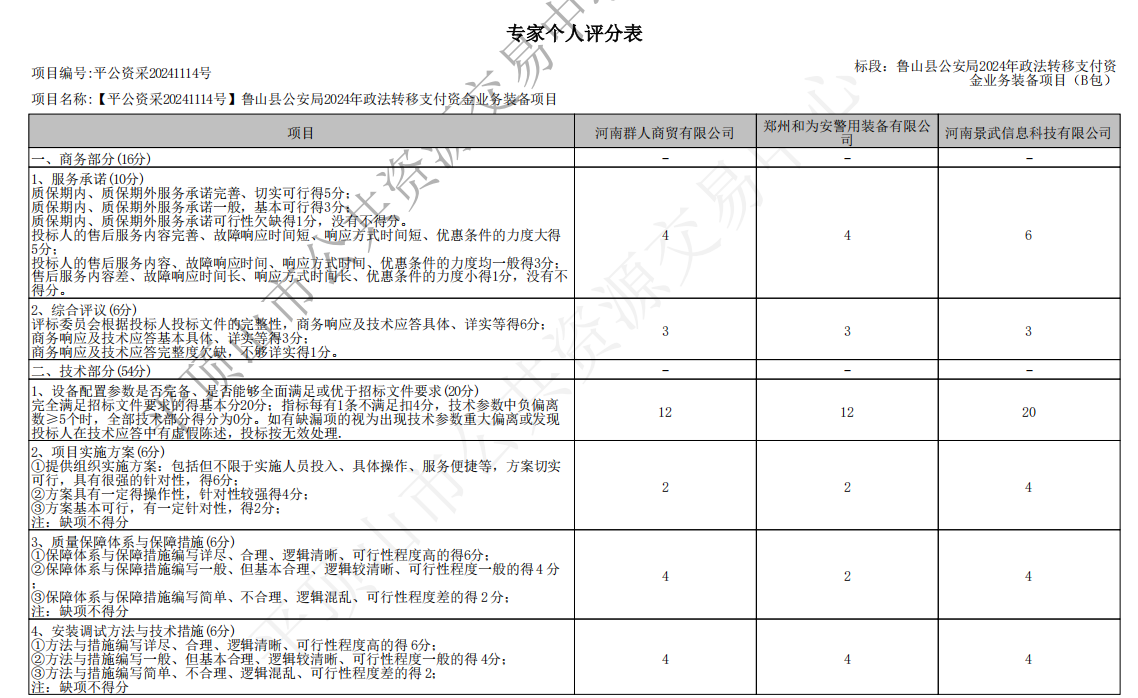 专家个人评分表
项目编号:平公资采20241114号
标段: 鲁山县公安局2024年政法转移支付资
金业务装备项目（B包）
项目名称:【平公资采20241114号】鲁山县公安局2024年政法转移支付资金业务装备项目
项目 河南群人商贸有限公司 郑州和为安警用装备有限公司 河南景武信息科技有限公司
一、商务部分(16分) – – –
1、服务承诺(10分)
质保期内、质保期外服务承诺完善、切实可行得5分;
质保期内、质保期外服务承诺一般，基本可行得3分;
质保期内、质保期外服务承诺可行性欠缺得1分，没有不得分。
投标人的售后服务内容完善、故障响应时间短、响应方式时间短、优惠条件的力度大得
5分;
投标人的售后服务内容、故障响应时间、响应方式时间、优惠条件的力度均一般得3分;
售后服务内容差、故障响应时间长、响应方式时间长、优惠条件的力度小得1分，没有不
得分。
4 4 6
2、综合评议(6分)
评标委员会根据投标人投标文件的完整性，商务响应及技术应答具体、详实等得6分;
商务响应及技术应答基本具体、详实等得3分;
商务响应及技术应答完整度欠缺，不够详实得1分。
3 3 3
二、技术部分(54分) – – –
1、设备配置参数是否完备、是否能够全面满足或优于招标文件要求(20分)
完全满足招标文件要求的得基本分20分; 指标每有1条不满足扣4分，技术参数中负偏离
数≥5个时，全部技术部分得分为0分。如有缺漏项的视为出现技术参数重大偏离或发现
投标人在技术应答中有虚假陈述，投标按无效处理.
12 12 20
2、项目实施方案(6分)
①提供组织实施方案: 包括但不限于实施人员投入、具体操作、服务便捷等，方案切实
可行，具有很强的针对性，得6分;
②方案具有一定得操作性，针对性较强得4分;
③方案基本可行，有一定针对性，得2分;
注: 缺项不得分
2 2 4
3、质量保障体系与保障措施(6分)
①保障体系与保障措施编写详尽、合理、逻辑清晰、可行性程度高的得6分;
②保障体系与保障措施编写一般、但基本合理、逻辑较清晰、可行性程度一般的得４分
;
③保障体系与保障措施编写简单、不合理、逻辑混乱、可行性程度差的得２分;
注: 缺项不得分
4 2 4
4、安装调试方法与技术措施(6分)
①方法与措施编写详尽、合理、逻辑清晰、可行性程度高的得 6分;
②方法与措施编写一般、但基本合理、逻辑较清晰、可行性程度一般的得 4分;
③方法与措施编写简单、不合理、逻辑混乱、可行性程度差的得 2;
注: 缺项不得分
4 4 4
平顶山市公共资源交易中心
平顶山市公共资源交易中心